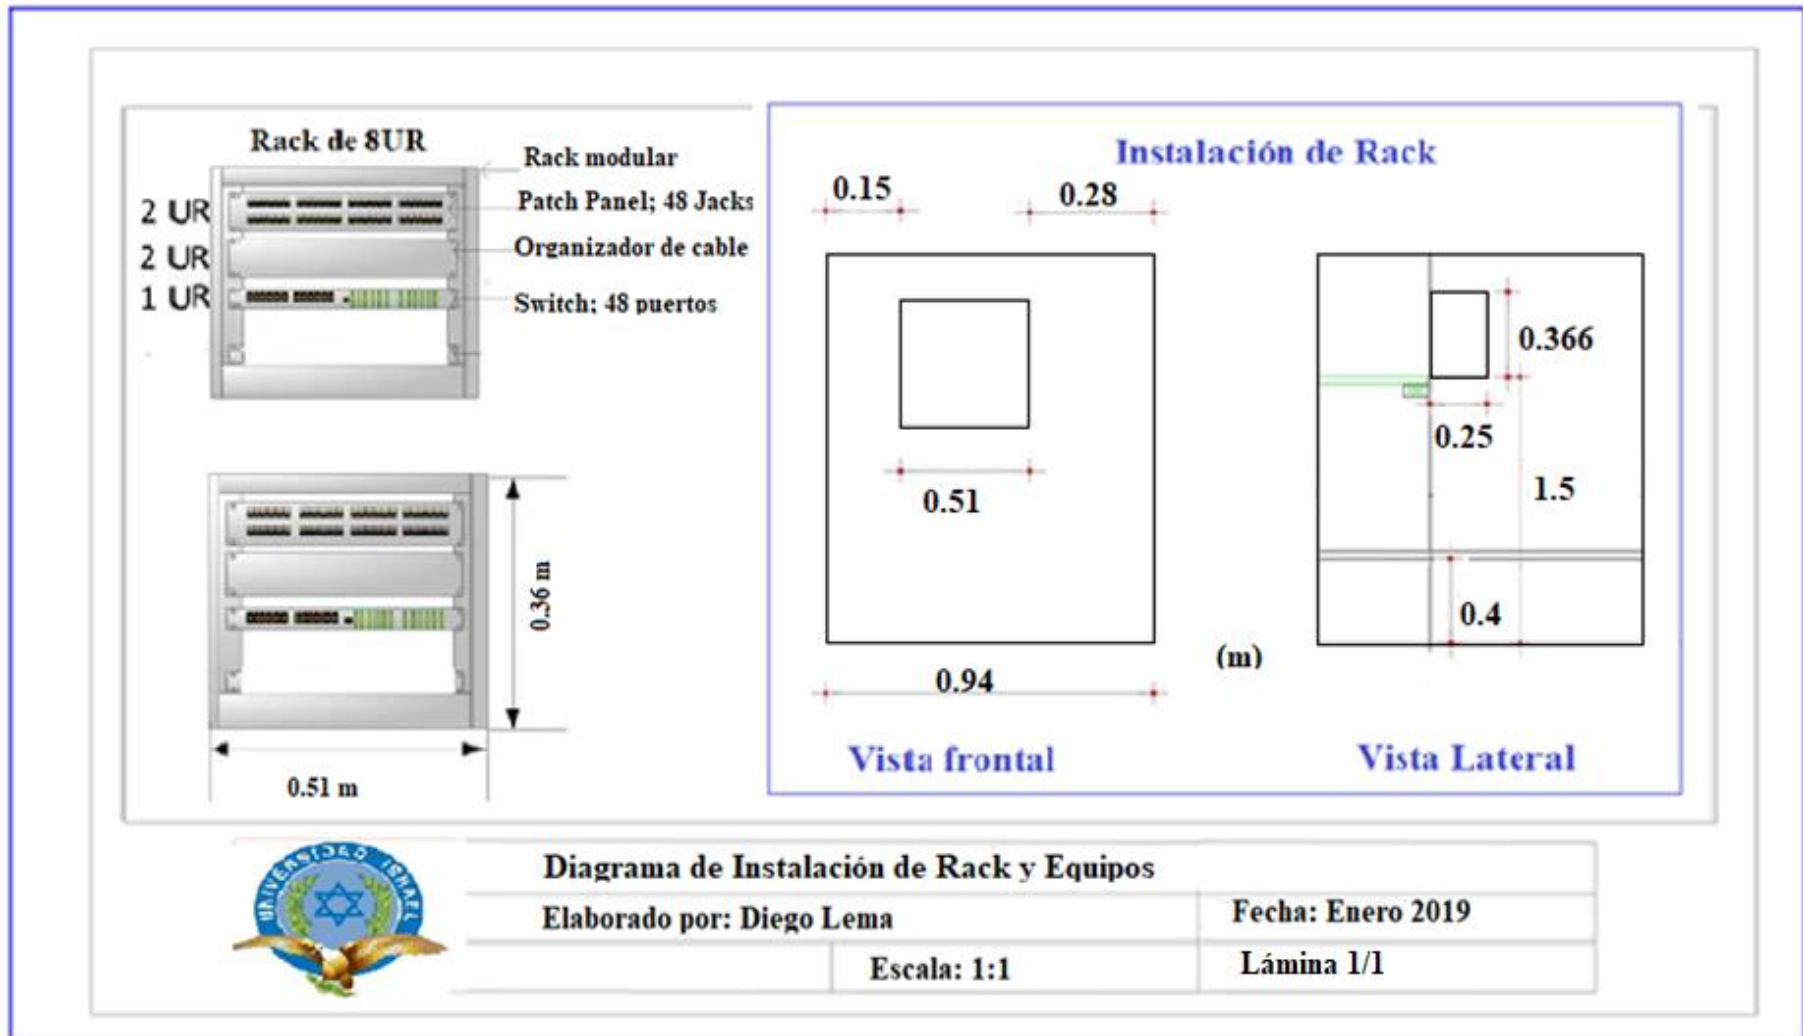 Rack de 8UR
Rack modular
2 UR
Patch Panel; 48 Jacks
2 UR
Organizador de cable
1 UR
Switch; 48 puertos
0.36 m
0.51 m
Instalación de Rack
0.15
0.28
0.51
0.94
Vista frontal
(m)
0.366
0.25
1.5
0.4
Vista Lateral
UNIVERSIDAD ISRAEL
Diagrama de Instalación de Rack y Equipos
Elaborado por: Diego Lema
Fecha: Enero 2019
Escala: 1:1
Lámina 1/1